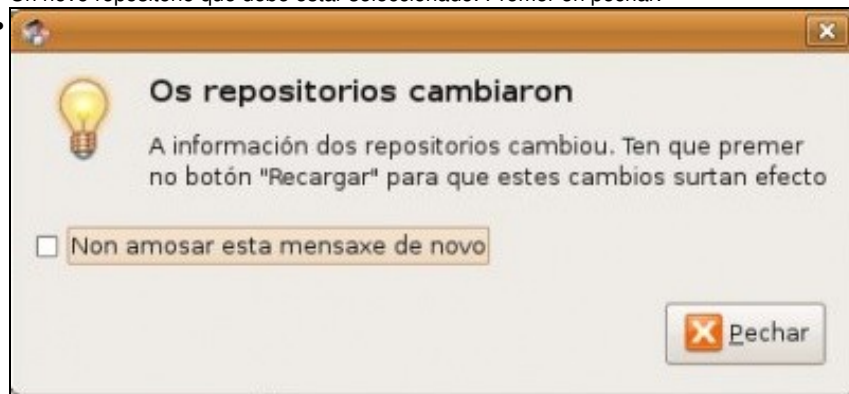 Os repositorios cambiaron
A información dos repositorios cambiou. Ten que premer
no botón "Recargar" para que estes cambios surtan efecto
Non amosar esta mensaxe de novo
Pechar